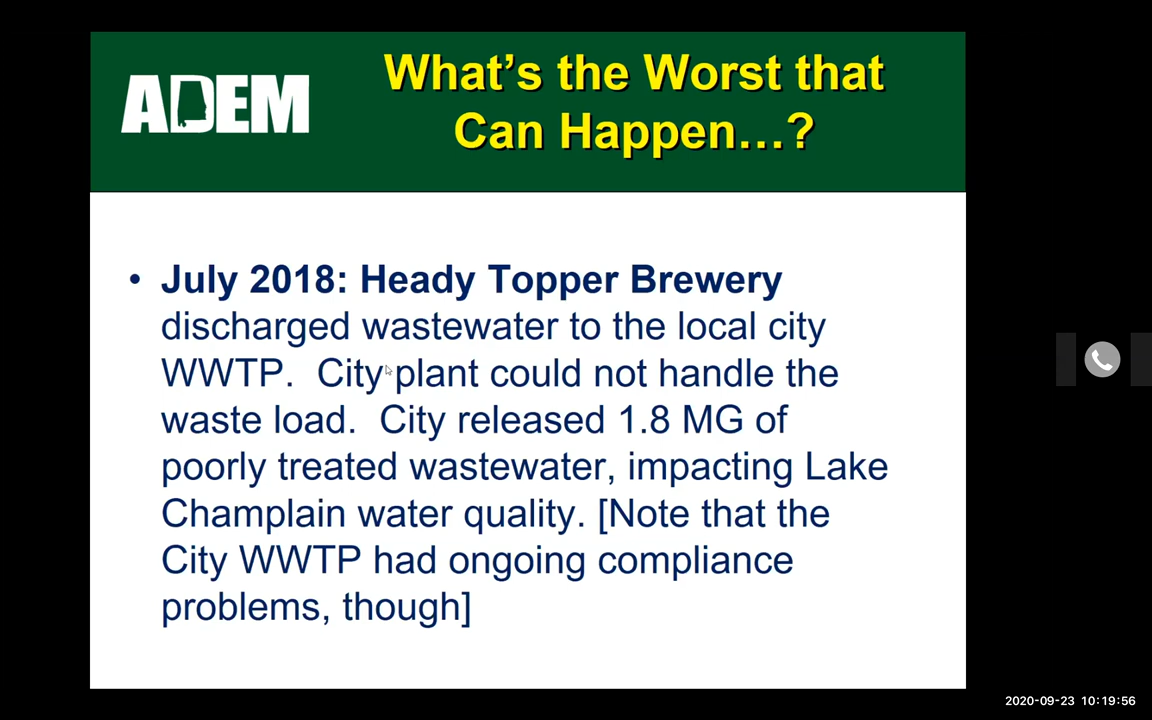 ADEM
What's the Worst that
Can Happen...?
• July 2018: Heady Topper Brewery
discharged wastewater to the local city
WWTP.  City plant could not handle the
waste load.  City released 1.8 MG of
poorly treated wastewater, impacting Lake
Champlain water quality. [Note that the
City WWTP had ongoing compliance
problems, though]
2020-09-23 10:19:56